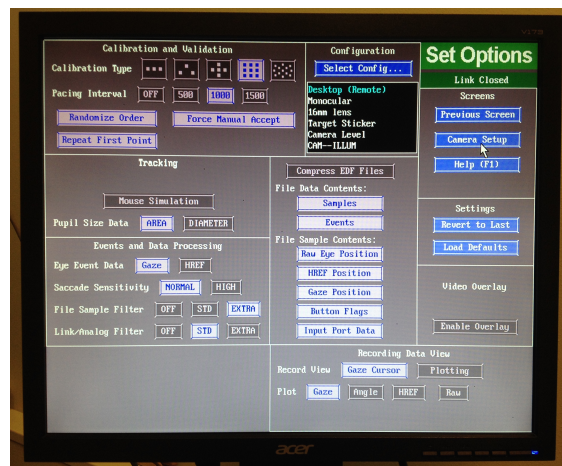 Calibration and Validation
Calibration Type
Pacing Interval OFF 500 1000 1500
Randomize Order Force Manual Accept
Repeat First Point
Tracking
Mouse Simulation
Pupil Size Data AREA DIAMETER
Events and Data Processing
Eye Event Data Gaze HREF
Saccade Sensitivity NORMAL HIGH
File Sample Filter OFF STD EXTRA
Link/Analog Filter OFF STD EXTRA
Configuration
Select Config...
Desktop (Remote)
Monocular
16mm lens
Target Sticker
Camera Level
CAM--ILLUM
Compress EDF Files
File Data Contents:
Samples
Events
File Sample Contents:
Raw Eye Position
HREF Position
Gaze Position
Button Flags
Input Port Data
Recording Data View
Record View Gaze Cursor Plotting
Plot Gaze Angle HREF Raw
Set Options
Link Closed
Screens
Previous Screen
Camera Setup
Help (F1)
Settings
Revert to Last
Load Defaults
Video Overlay
Enable Overlay
acer